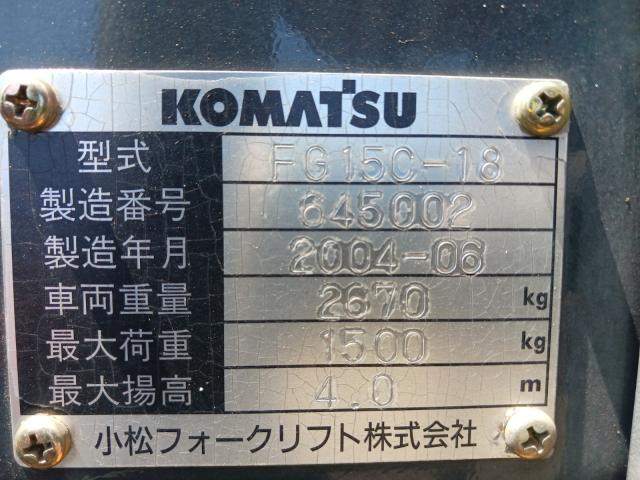 KOMATSU
型式 FG15C-18
製造番号 645002
製造年月 2004-06
車両重量 2670 kg
最大荷重 1500 kg
最大揚高 4.0 m
小松フォークリフト株式会社